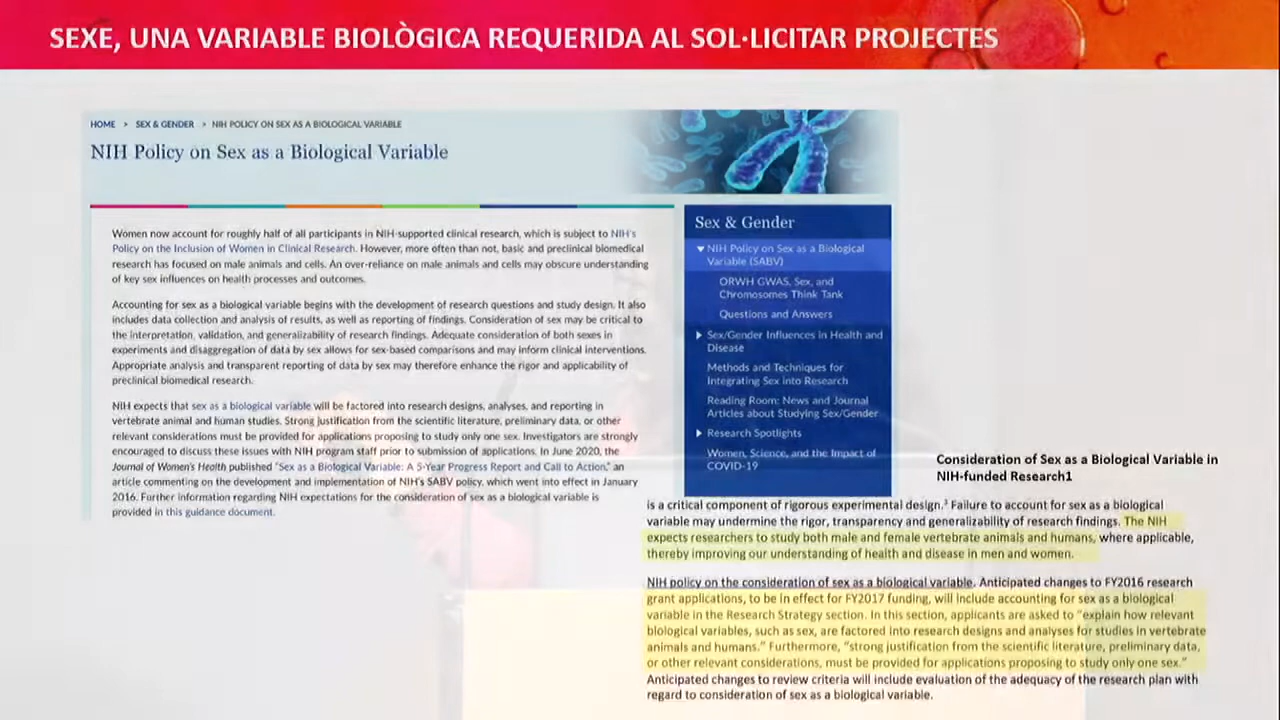 SEXE, UNA VARIABLE BIOLÒGICA REQUERIDA AL SOL·LICITAR PROJECTES
HOME > SEX & GENDER > NIH POLICY ON SEX AS A BIOLOGICAL VARIABLE
NIH Policy on Sex as a Biological Variable
Women now account for roughly half of all participants in NIH-supported clinical research, which is subject to NIH's
Policy on the Inclusion of Women in Clinical Research. However, more often than not, basic and preclinical biomedical
research has focused on male animals and cells. An over-reliance on male animals and cells may obscure understanding
of key sex influences on health processes and outcomes.
Accounting for sex as a biological variable begins with the development of research questions and study design. It also
includes data collection and analysis of results, as well as reporting of findings. Consideration of sex may be critical to
the interpretation, validation, and generalizability of research findings. Adequate consideration of both sexes in
experiments and disaggregation of data by sex allows for sex-based comparisons and may inform clinical interventions.
Appropriate analysis and transparent reporting of data by sex may therefore enhance the rigor and applicability of
preclinical biomedical research.
NIH expects that sex as a biological variable will be factored into research designs, analyses, and reporting in
vertebrate animal and human studies. Strong justification from the scientific literature, preliminary data, or other
relevant considerations must be provided for applications proposing to study only one sex. Investigators are strongly
encouraged to discuss these issues with NIH program staff prior to submission of applications. In June 2020, the
Journal of Women's Health published "Sex as a Biological Variable: A 5-Year Progress Report and Call to Action," an
article commenting on the development and implementation of NIH's SABV policy, which went into effect in January
2016. Further information regarding NIH expectations for the consideration of sex as a biological variable is
provided in this guidance document.
Sex & Gender
NIH Policy on Sex as a Biological
Variable (SABV)
ORWH GWAS, Sex, and
Chromosomes Think Tank
Questions and Answers
Sex/Gender Influences in Health and
Disease
Methods and Techniques for
Integrating Sex into Research
Reading Room: News and Journal
Articles about Studying Sex/Gender
Research Spotlights
Women, Science, and the Impact of
COVID-19
Consideration of Sex as a Biological Variable in
NIH-funded Research1
is a critical component of rigorous experimental design.³ Failure to account for sex as a biological
variable may undermine the rigor, transparency and generalizability of research findings. The NIH
expects researchers to study both male and female vertebrate animals and humans, where applicable,
thereby improving our understanding of health and disease in men and women.
NIH policy on the consideration of sex as a biological variable. Anticipated changes to FY2016 research
grant applications, to be in effect for FY2017 funding, will include accounting for sex as a biological
variable in the Research Strategy section. In this section, applicants are asked to "explain how relevant
biological variables, such as sex, are factored into research designs and analyses for studies in vertebrate
animals and humans." Furthermore, "strong justification from the scientific literature, preliminary data,
or other relevant considerations, must be provided for applications proposing to study only one sex."
Anticipated changes to review criteria will include evaluation of the adequacy of the research plan with
regard to consideration of sex as a biological variable.